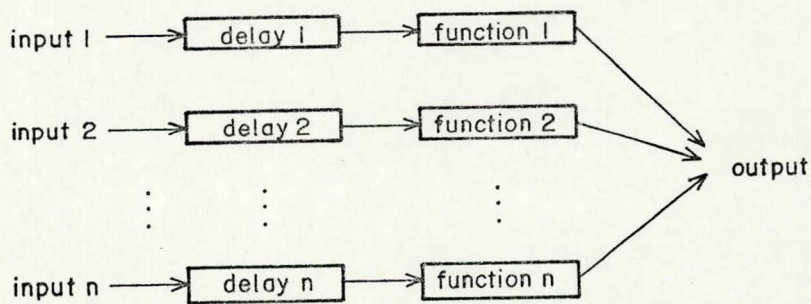 input 1 delay 1 function 1
input 2 delay 2 function 2
output
input n delay n function n